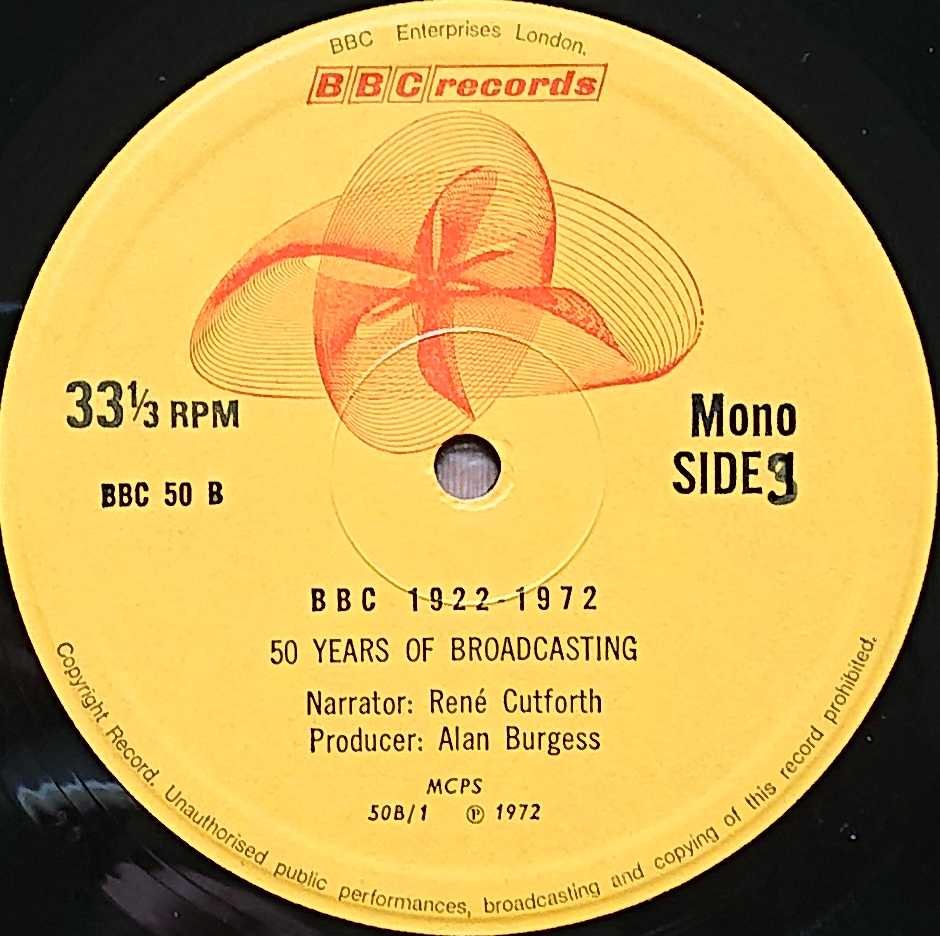 BBC Enterprises London.
BBC records
33⅓ RPM
Mono
SIDE
BBC 50 B
BBC 1922-1972
50 YEARS OF BROADCASTING
Narrator: René Cutforth
Producer: Alan Burgess
MCPS
50B/1 ℗ 1972
Copyright Record. Unauthorised public performances, broadcasting and copying of this record prohibited.